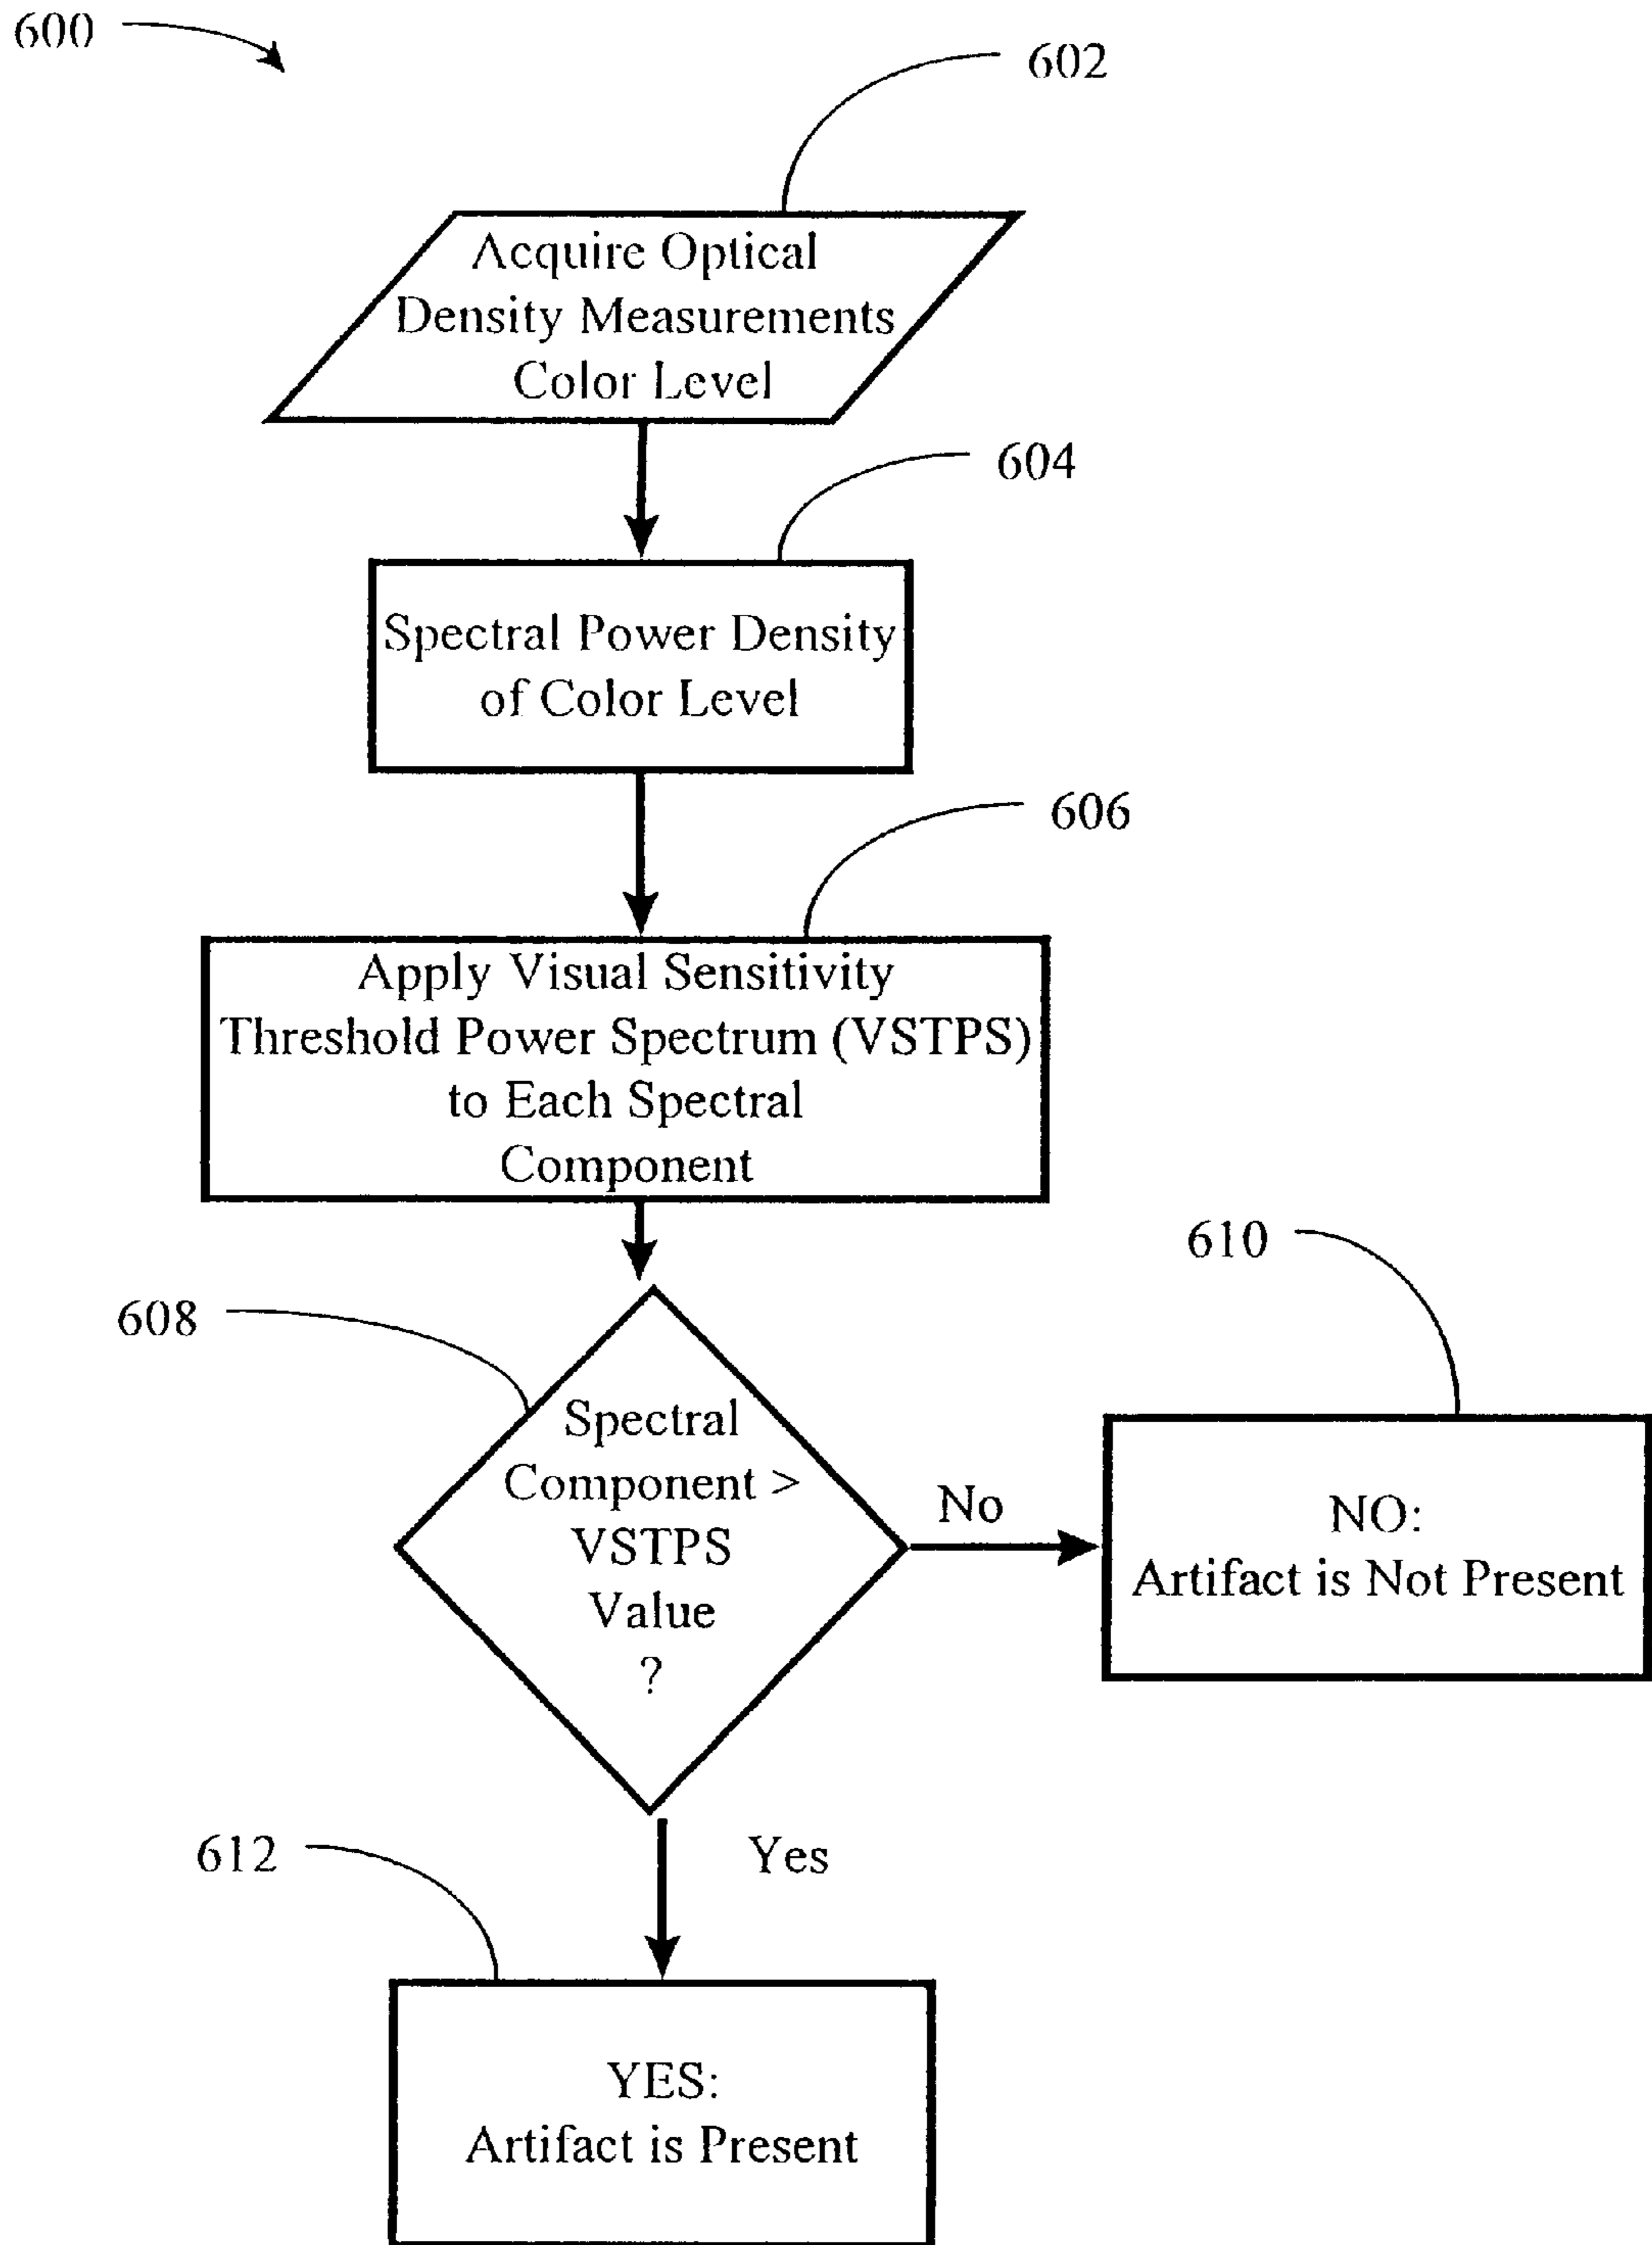 600
602
Acquire Optical
Density Measurements
Color Level
604
Spectral Power Density
of Color Level
606
Apply Visual Sensitivity
Threshold Power Spectrum (VSTPS)
to Each Spectral
Component
610
608
Spectral
Component >
VSTPS
Value
?
No
NO:
Artifact is Not Present
612
Yes
YES:
Artifact is Present